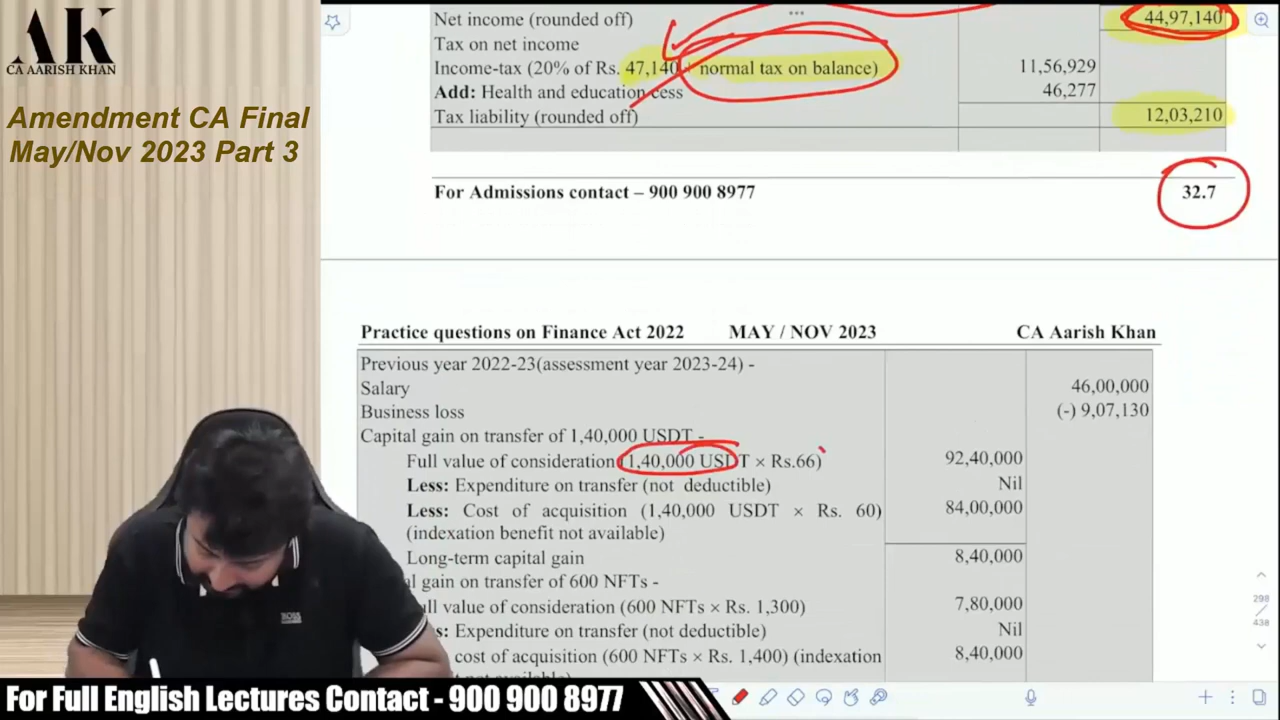 AK
CA AARISH KHAN
Amendment CA Final
May/Nov 2023 Part 3
Net income (rounded off) 44,97,140
Tax on net income
Income-tax (20% of Rs. 47,140 + normal tax on balance) 11,56,929
Add: Health and education cess 46,277
Tax liability (rounded off) 12,03,210
For Admissions contact – 900 900 8977 32.7
Practice questions on Finance Act 2022 MAY / NOV 2023 CA Aarish Khan
Previous year 2022-23(assessment year 2023-24) -
Salary 46,00,000
Business loss (-) 9,07,130
Capital gain on transfer of 1,40,000 USDT -
Full value of consideration (1,40,000 USDT × Rs.66) 92,40,000
Less: Expenditure on transfer (not deductible) Nil
Less: Cost of acquisition (1,40,000 USDT × Rs. 60) 84,00,000
(indexation benefit not available)
Long-term capital gain 8,40,000
l gain on transfer of 600 NFTs -
ull value of consideration (600 NFTs × Rs. 1,300) 7,80,000
s: Expenditure on transfer (not deductible) Nil
cost of acquisition (600 NFTs × Rs. 1,400) (indexation 8,40,000
298
438
BOSS
For Full English Lectures Contact - 900 900 8977